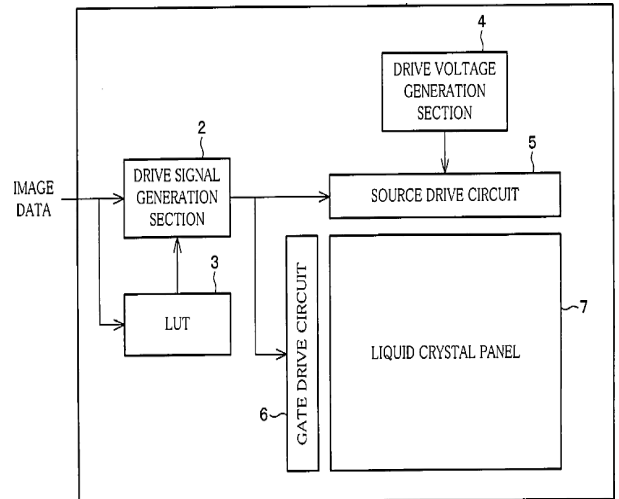 4
DRIVE VOLTAGE
GENERATION
SECTION
2
5
IMAGE
DATA
DRIVE SIGNAL
GENERATION
SECTION
SOURCE DRIVE CIRCUIT
3
LUT
GATE DRIVE CIRCUIT
6
LIQUID CRYSTAL PANEL
7